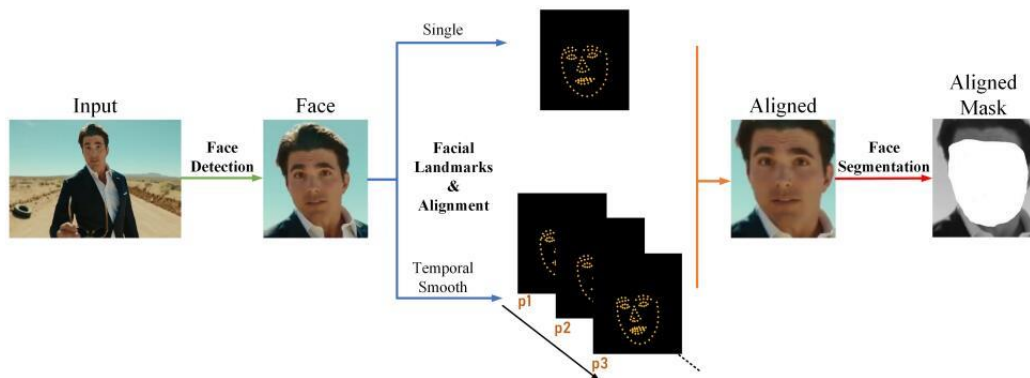 Single
Input
Face
Detection
Face
Facial
Landmarks
&
Alignment
Temporal
Smooth
p1
p2
p3
Aligned
Face
Segmentation
Aligned
Mask